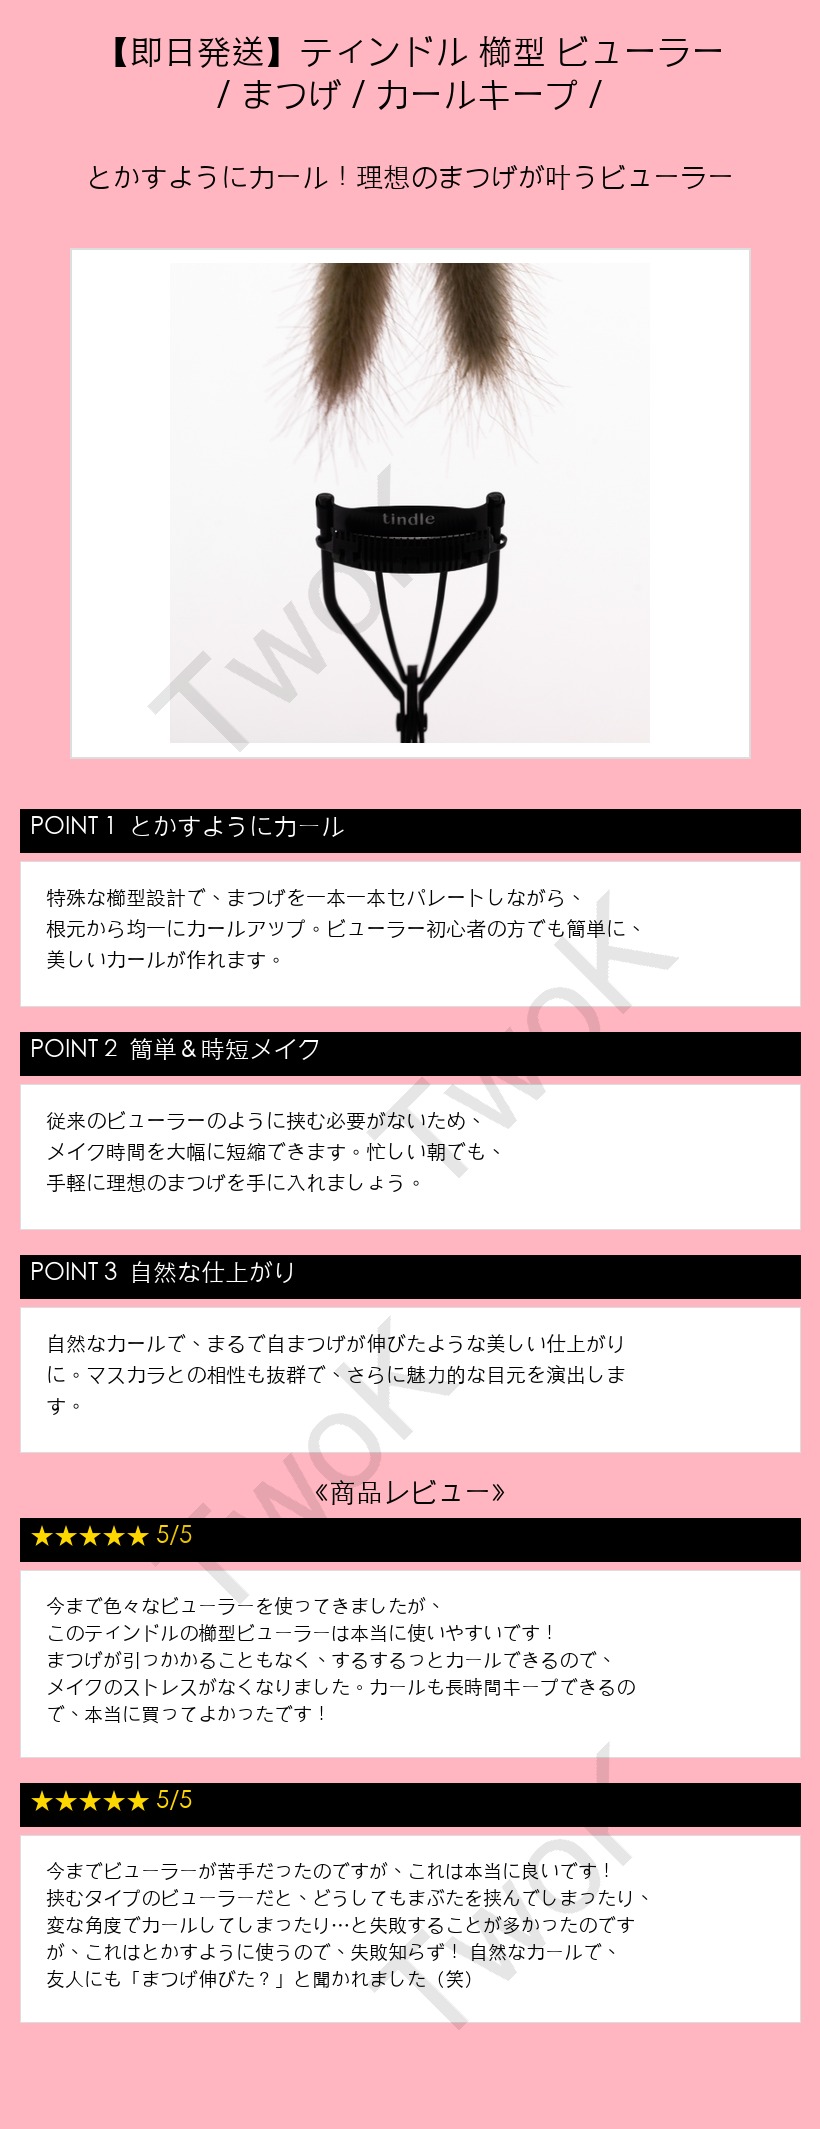 【即日発送】ティンドル 櫛型 ビューラー
/ まつげ / カールキープ /
とかすようにカール！理想のまつげが叶うビューラー
tindle
TwoK
POINT 1 とかすようにカール
特殊な櫛型設計で、まつげを一本一本セパレートしながら、
根元から均一にカールアップ。ビューラー初心者の方でも簡単に、
美しいカールが作れます。
TwoK
POINT 2 簡単＆時短メイク
従来のビューラーのように挟む必要がないため、
メイク時間を大幅に短縮できます。忙しい朝でも、
手軽に理想のまつげを手に入れましょう。
POINT 3 自然な仕上がり
自然なカールで、まるで自まつげが伸びたような美しい仕上がり
に。マスカラとの相性も抜群で、さらに魅力的な目元を演出しま
す。
TwoK
《商品レビュー》
★★★★★ 5/5
今まで色々なビューラーを使ってきましたが、
このティンドルの櫛型ビューラーは本当に使いやすいです！
まつげが引っかかることもなく、するするっとカールできるので、
メイクのストレスがなくなりました。カールも長時間キープできるの
で、本当に買ってよかったです！
★★★★★ 5/5
今までビューラーが苦手だったのですが、これは本当に良いです！
挟むタイプのビューラーだと、どうしてもまぶたを挟んでしまったり、
変な角度でカールしてしまったり…と失敗することが多かったのです
が、これはとかすように使うので、失敗知らず！ 自然なカールで、
友人にも「まつげ伸びた？」と聞かれました（笑）
TwoK